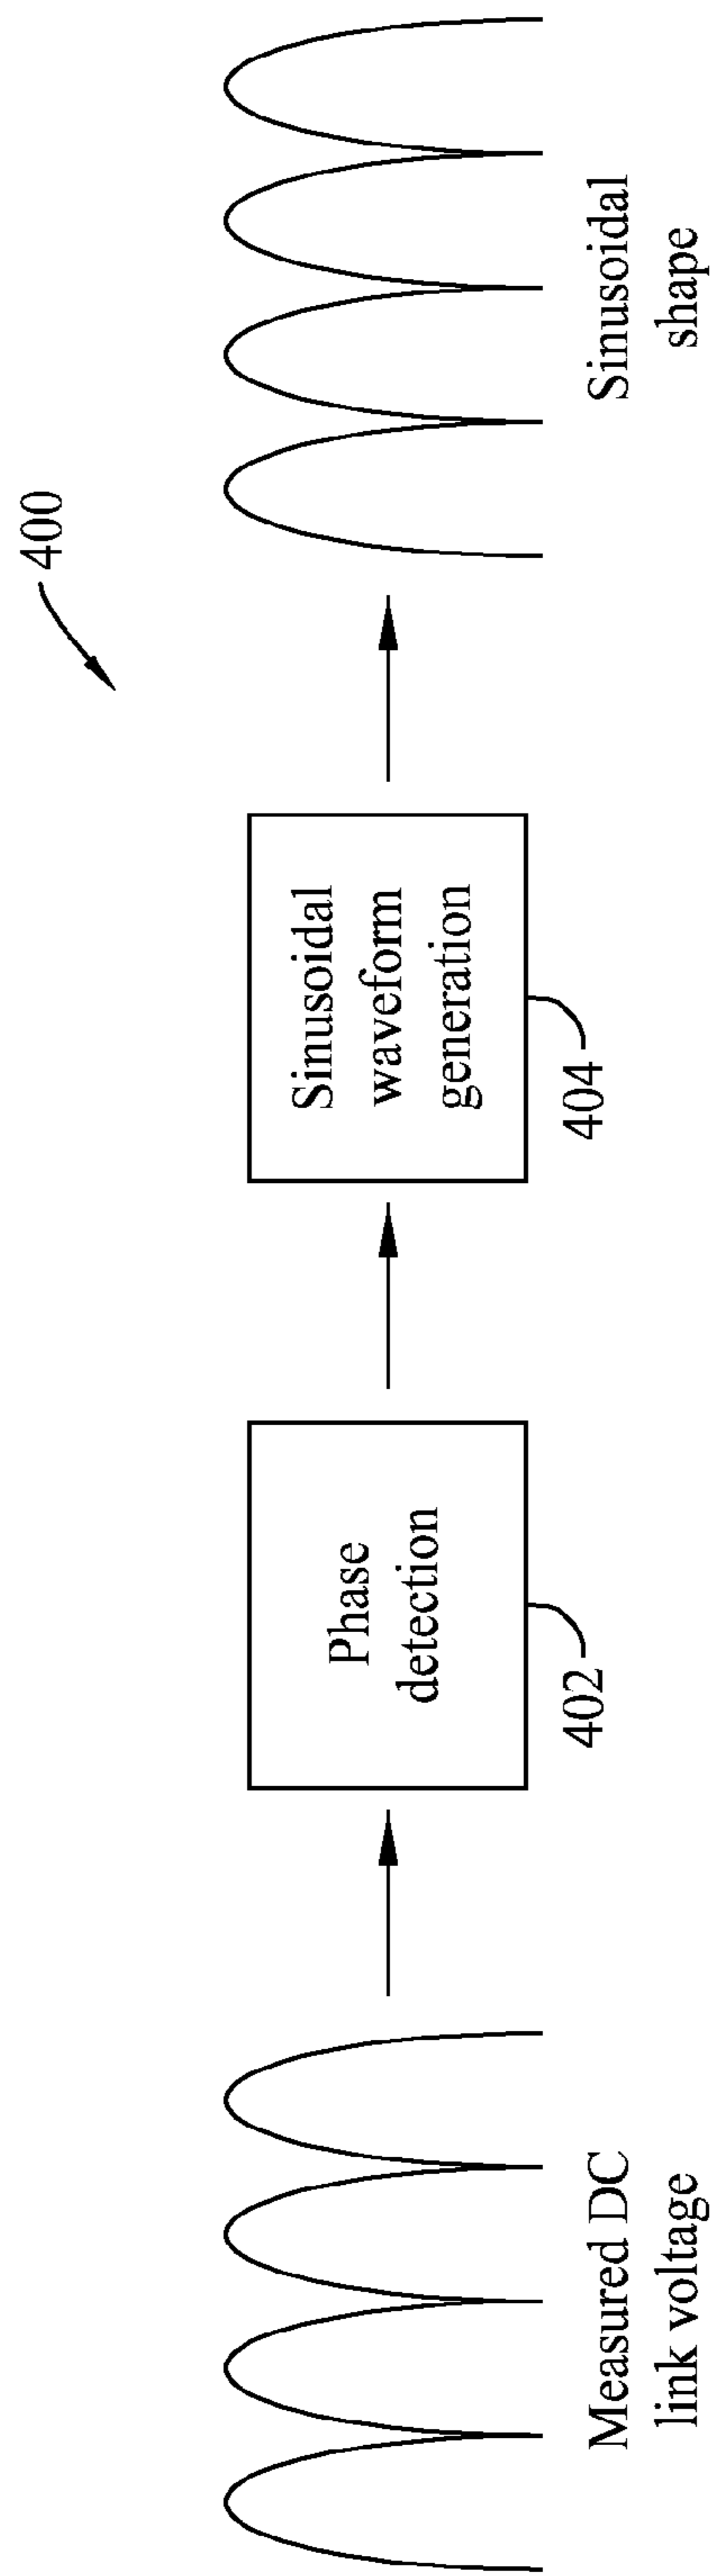 400
Measured DC
link voltage
Phase
detection
402
Sinusoidal
waveform
generation
404
Sinusoidal
shape